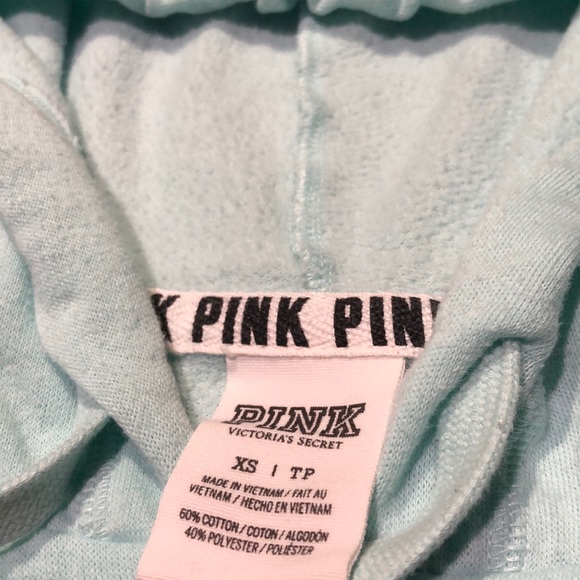 K PINK PIN
PINK
VICTORIA'S SECRET
XS | TP
MADE IN VIETNAM / FAIT AU
VIETNAM / HECHO EN VIETNAM
60% COTTON / COTON / ALGODÓN
40% POLYESTER / POLIÉSTER